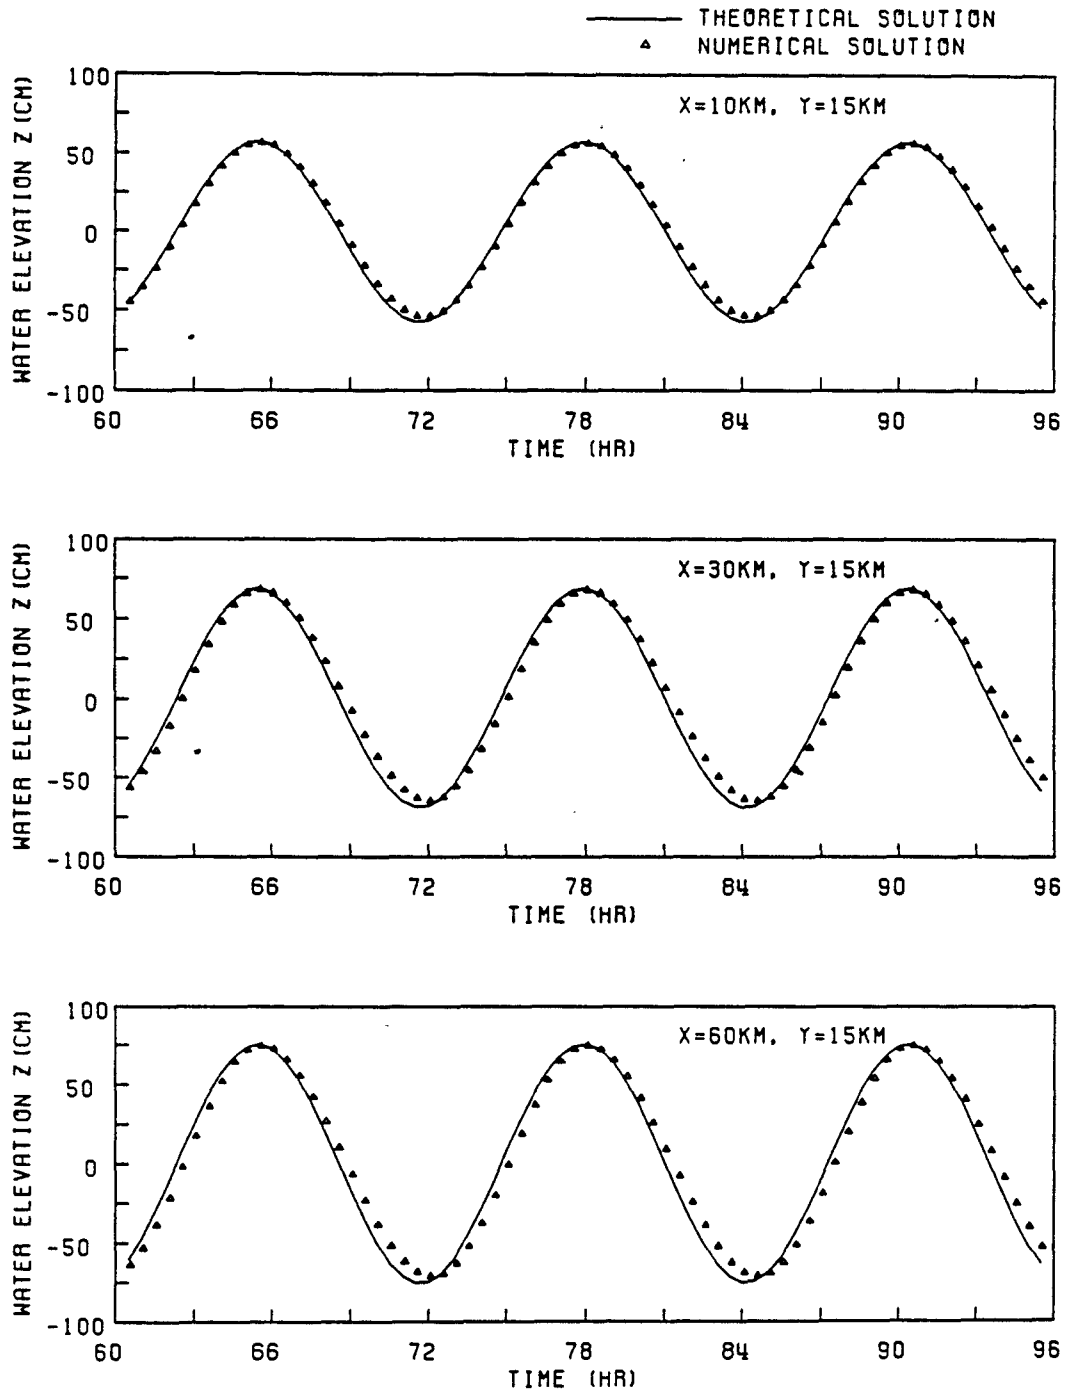 THEORETICAL SOLUTION
NUMERICAL SOLUTION
WATER ELEVATION Z (CM)
100
50
0
-50
-100
X=10KM, Y=15KM
60 66 72 78 84 90 96
TIME (HR)
WATER ELEVATION Z (CM)
100
50
0
-50
-100
X=30KM, Y=15KM
60 66 72 78 84 90 96
TIME (HR)
WATER ELEVATION Z (CM)
100
50
0
-50
-100
X=60KM, Y=15KM
60 66 72 78 84 90 96
TIME (HR)